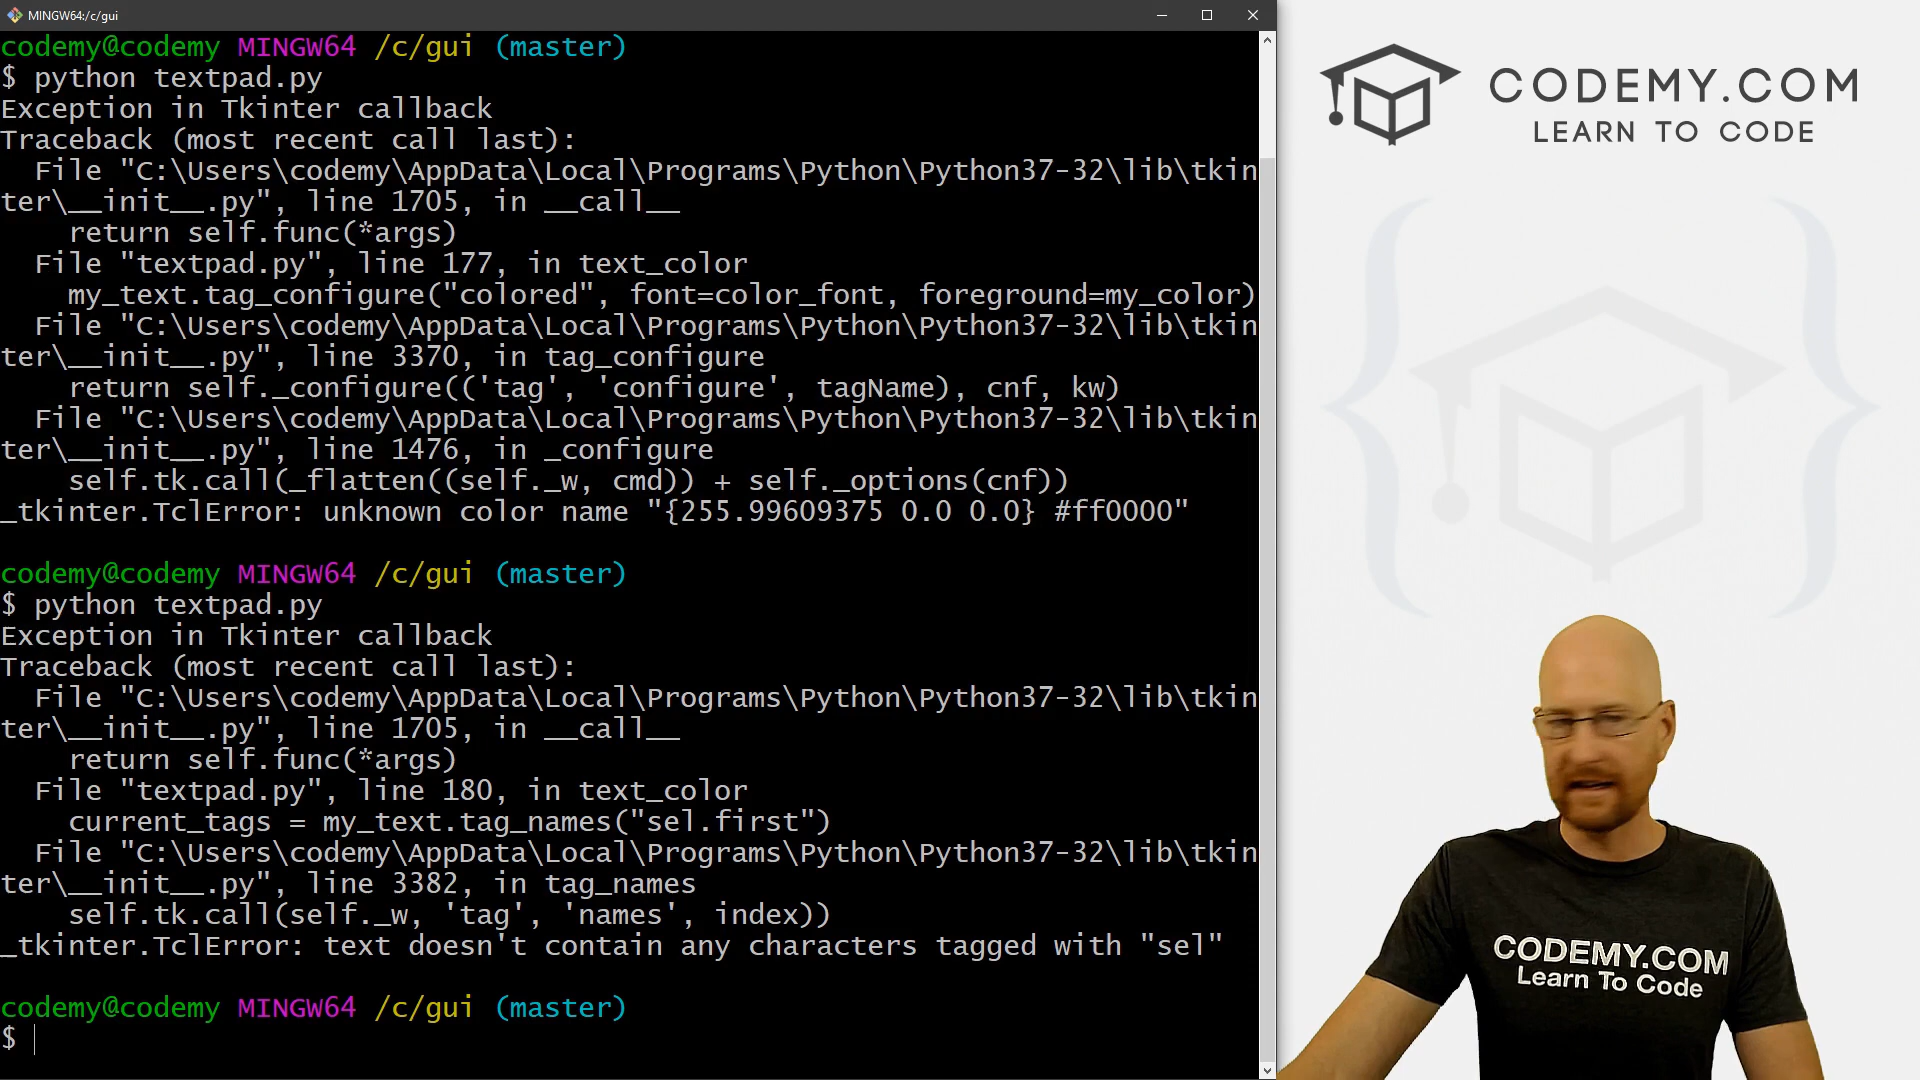 MINGW64:/c/gui
codemy@codemy MINGW64 /c/gui (master)
$ python textpad.py
Exception in Tkinter callback
Traceback (most recent call last):
  File "C:\Users\codemy\AppData\Local\Programs\Python\Python37-32\lib\tkin
ter\__init__.py", line 1705, in __call__
    return self.func(*args)
  File "textpad.py", line 177, in text_color
    my_text.tag_configure("colored", font=color_font, foreground=my_color)
  File "C:\Users\codemy\AppData\Local\Programs\Python\Python37-32\lib\tkin
ter\__init__.py", line 3370, in tag_configure
    return self._configure(('tag', 'configure', tagName), cnf, kw)
  File "C:\Users\codemy\AppData\Local\Programs\Python\Python37-32\lib\tkin
ter\__init__.py", line 1476, in _configure
    self.tk.call(_flatten((self._w, cmd)) + self._options(cnf))
_tkinter.TclError: unknown color name "{255.99609375 0.0 0.0} #ff0000"
codemy@codemy MINGW64 /c/gui (master)
$ python textpad.py
Exception in Tkinter callback
Traceback (most recent call last):
  File "C:\Users\codemy\AppData\Local\Programs\Python\Python37-32\lib\tkin
ter\__init__.py", line 1705, in __call__
    return self.func(*args)
  File "textpad.py", line 180, in text_color
    current_tags = my_text.tag_names("sel.first")
  File "C:\Users\codemy\AppData\Local\Programs\Python\Python37-32\lib\tkin
ter\__init__.py", line 3382, in tag_names
    self.tk.call(self._w, 'tag', 'names', index))
_tkinter.TclError: text doesn't contain any characters tagged with "sel"
codemy@codemy MINGW64 /c/gui (master)
$
CODEMY.COM
LEARN TO CODE
CODEMY.COM
Learn To Code